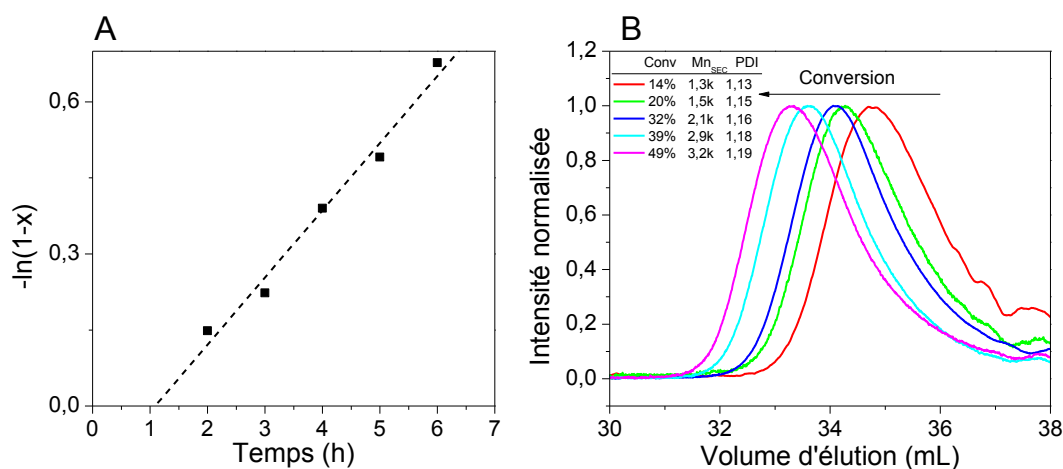 A
-ln(1-x)
0,6
0,3
0,0
0 1 2 3 4 5 6 7
Temps (h)
B
Intensité normalisée
1,2
1,0
0,8
0,6
0,4
0,2
0,0
Conv Mn_SEC PDI
14% 1,3k 1,13
20% 1,5k 1,15
32% 2,1k 1,16
39% 2,9k 1,18
49% 3,2k 1,19
Conversion
30 32 34 36 38
Volume d'élution (mL)